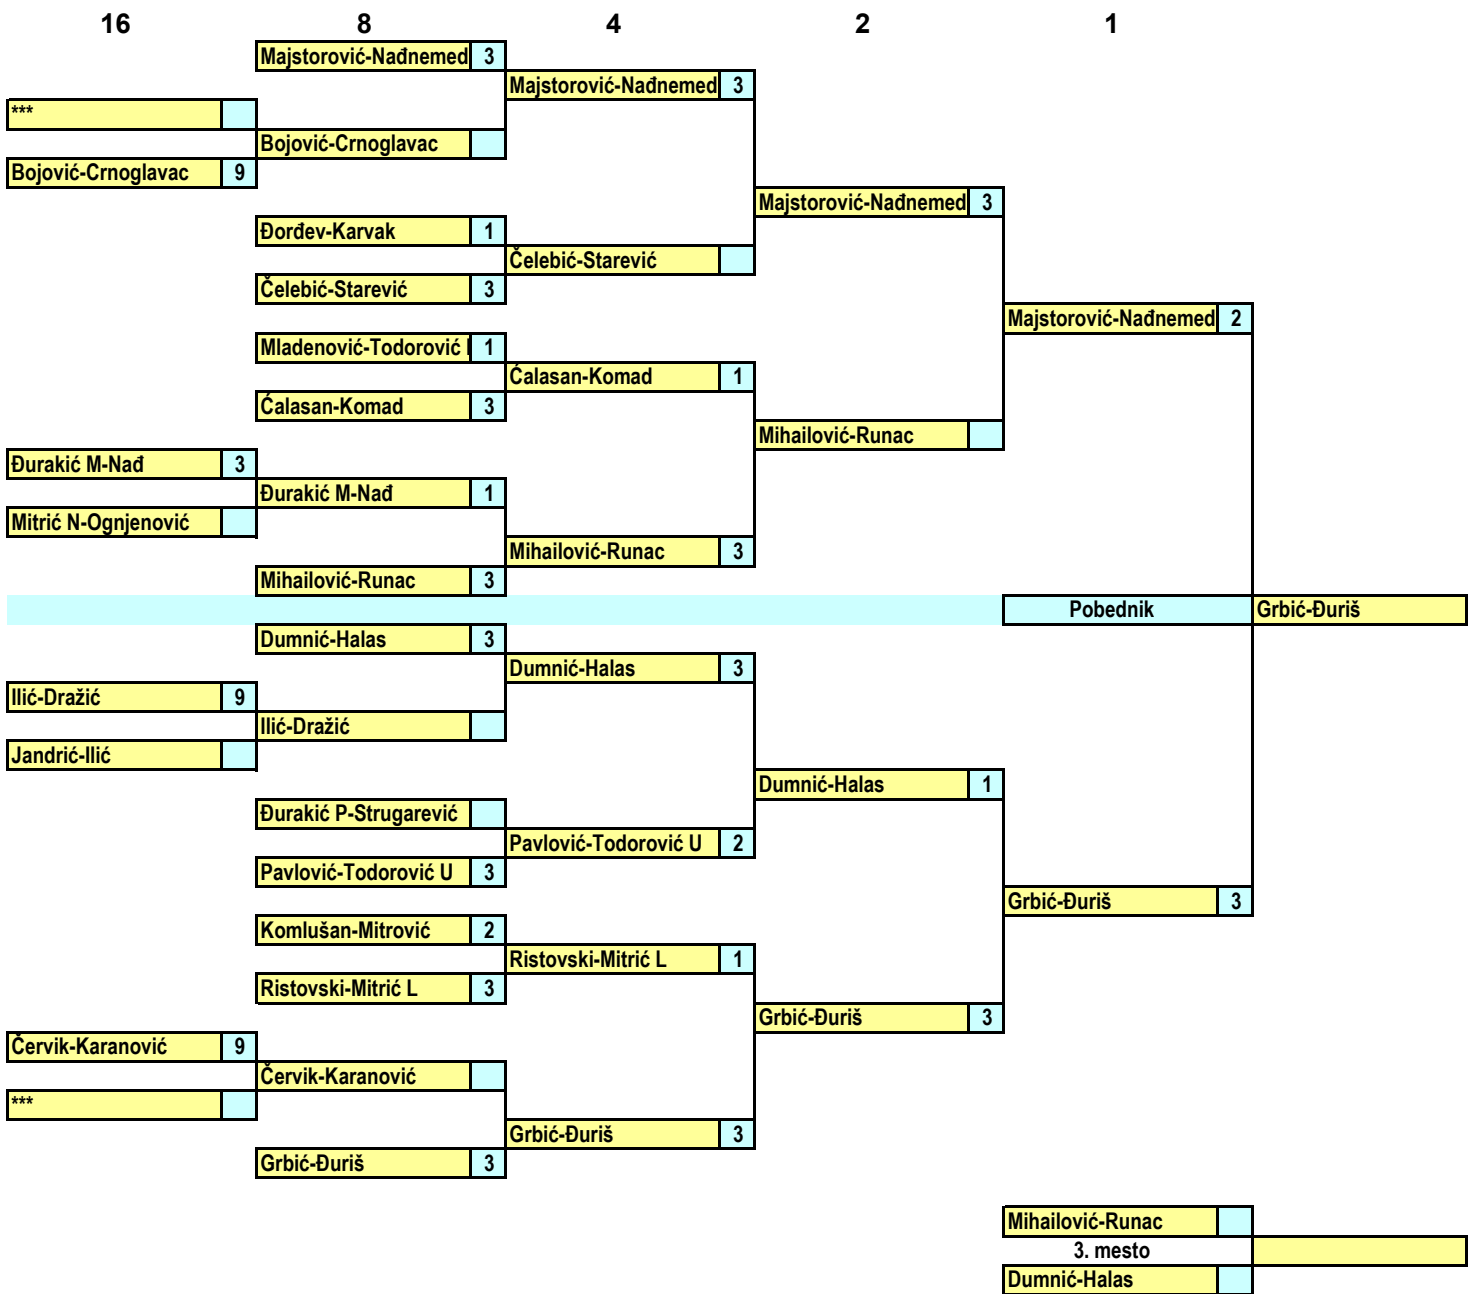 16 8 4 2 1
Majstorović-Nađnemed 3
Majstorović-Nađnemed 3
***
Bojović-Crnoglavac
Bojović-Crnoglavac 9
Majstorović-Nađnemed 3
Đorđev-Karvak 1
Čelebić-Starević
Čelebić-Starević 3
Majstorović-Nađnemed 2
Mladenović-Todorović 1
Ćalasan-Komad 1
Ćalasan-Komad 3
Mihailović-Runac
Đurakić M-Nađ 3
Đurakić M-Nađ 1
Mitrić N-Ognjenović
Mihailović-Runac 3
Mihailović-Runac 3
Pobednik Grbić-Đuriš
Dumnić-Halas 3
Dumnić-Halas 3
Ilić-Dražić 9
Ilić-Dražić
Jandrić-Ilić
Dumnić-Halas 1
Đurakić P-Strugarević
Pavlović-Todorović U 2
Pavlović-Todorović U 3
Grbić-Đuriš 3
Komlušan-Mitrović 2
Ristovski-Mitrić L 1
Ristovski-Mitrić L 3
Grbić-Đuriš 3
Červik-Karanović 9
Červik-Karanović
***
Grbić-Đuriš 3
Grbić-Đuriš 3
Mihailović-Runac
3. mesto
Dumnić-Halas